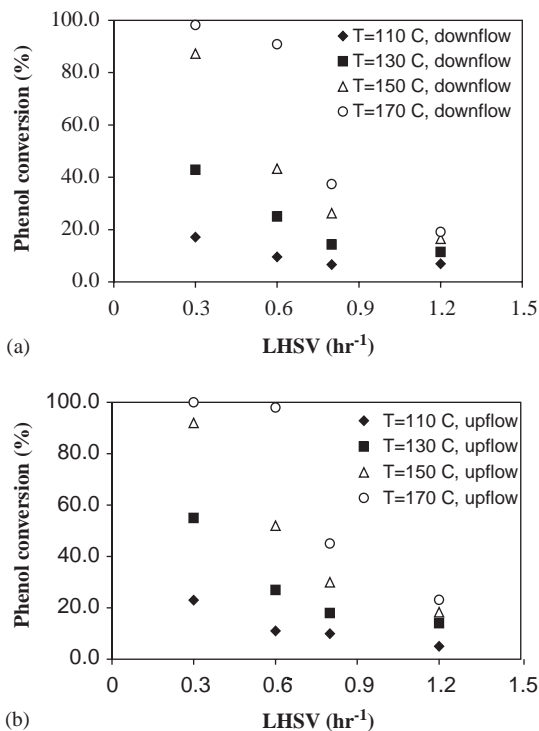 100.0
80.0
60.0
40.0
20.0
0.0
Phenol conversion (%)
T=110 C, downflow
T=130 C, downflow
T=150 C, downflow
T=170 C, downflow
0 0.3 0.6 0.9 1.2 1.5
LHSV (hr⁻¹)
(a)
100.0
80.0
60.0
40.0
20.0
0.0
Phenol conversion (%)
T=110 C, upflow
T=130 C, upflow
T=150 C, upflow
T=170 C, upflow
0 0.3 0.6 0.9 1.2 1.5
LHSV (hr⁻¹)
(b)